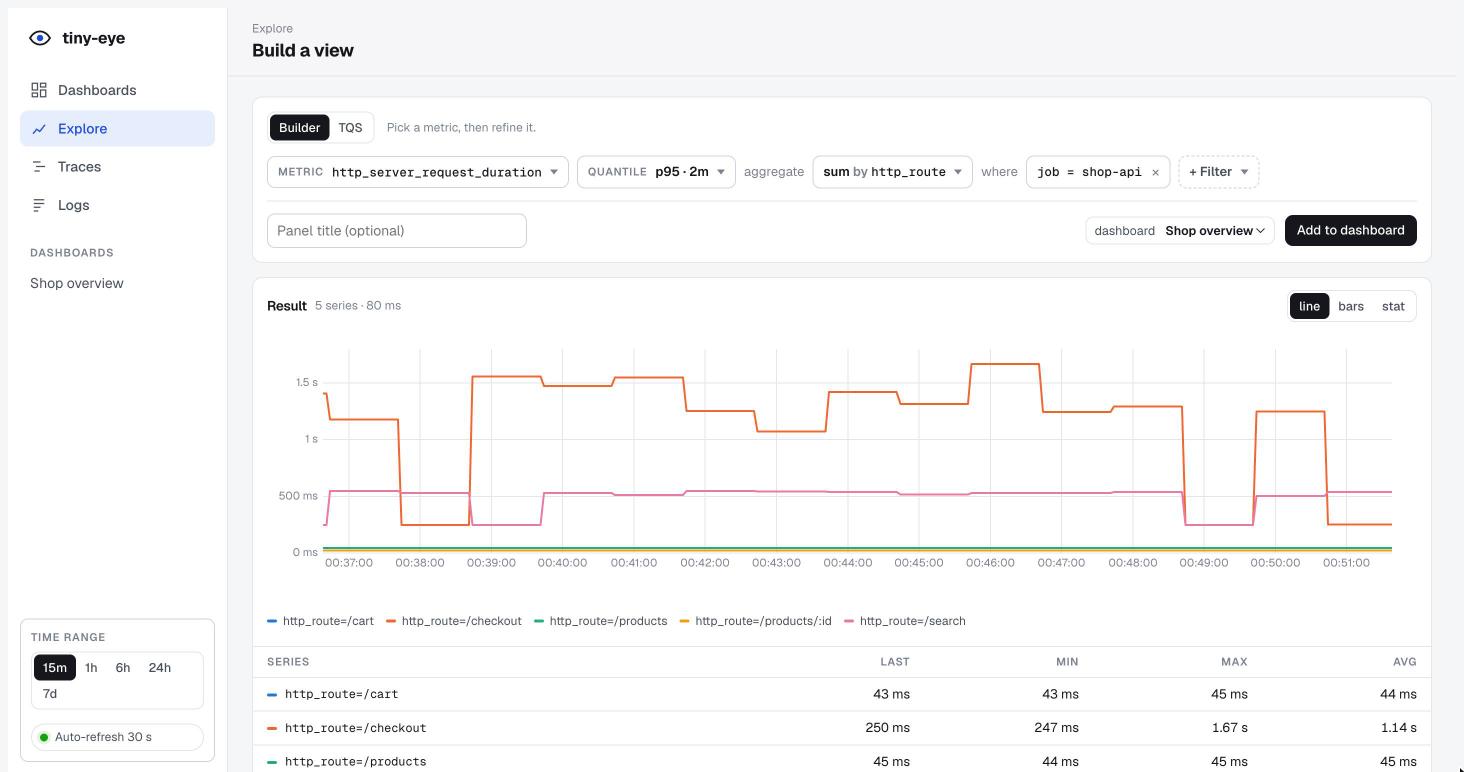 tiny-eye
Dashboards
Explore
Traces
Logs
DASHBOARDS
Shop overview
TIME RANGE
15m 1h 6h 24h
7d
Auto-refresh 30 s
Explore
Build a view
Builder TQS Pick a metric, then refine it.
METRIC http_server_request_duration QUANTILE p95 · 2m aggregate sum by http_route where job = shop-api × + Filter
Panel title (optional) dashboard Shop overview Add to dashboard
Result 5 series · 80 ms line bars stat
1.5 s
1 s
500 ms
0 ms
00:37:00 00:38:00 00:39:00 00:40:00 00:41:00 00:42:00 00:43:00 00:44:00 00:45:00 00:46:00 00:47:00 00:48:00 00:49:00 00:50:00 00:51:00
http_route=/cart http_route=/checkout http_route=/products http_route=/products/:id http_route=/search
SERIES LAST MIN MAX AVG
http_route=/cart 43 ms 43 ms 45 ms 44 ms
http_route=/checkout 250 ms 247 ms 1.67 s 1.14 s
http_route=/products 45 ms 44 ms 45 ms 45 ms